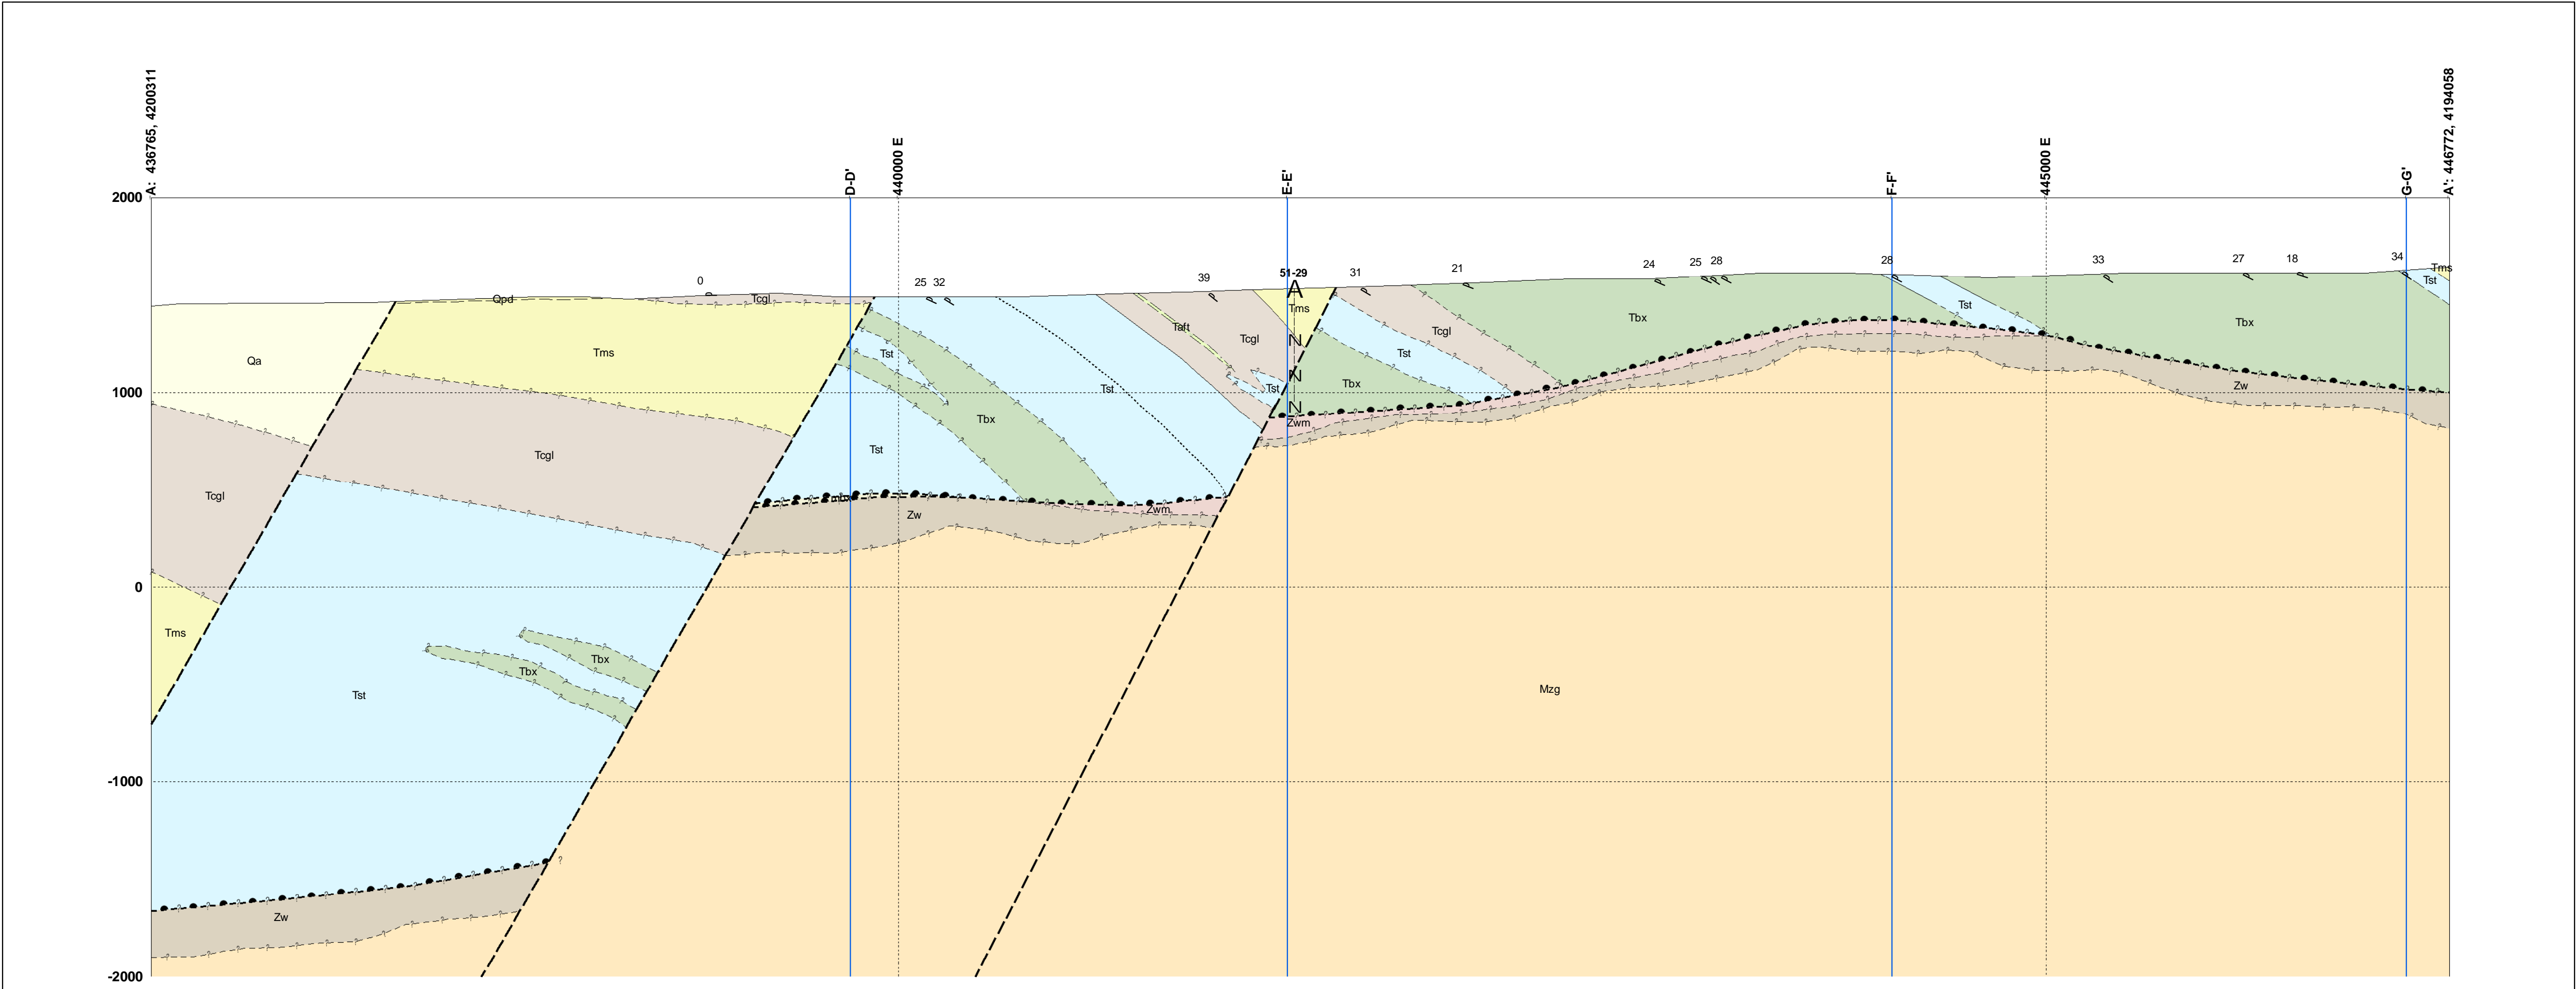 A: 436765, 4200311
D-D'
440000 E
E-E'
F-F'
445000 E
G-G'
A': 446772, 4194058
2000
1000
0
-1000
-2000
0
25 32
39
51-29
31
21
24
25
28
28
33
27
18
34
Qpd
Tcgl
Tms
Tst
A
Tms
Taft
Tcgl
Tbx
Tst
Tbx
Tcgl
Tst
Tms
Qa
Tst
Tst
Tbx
Tst
N
N
N
Zw
Tbx
Tst
Zwm
Tcgl
Tcgl
Zwm
Zw
Tms
Tbx
Tbx
Tst
Mzg
Zw